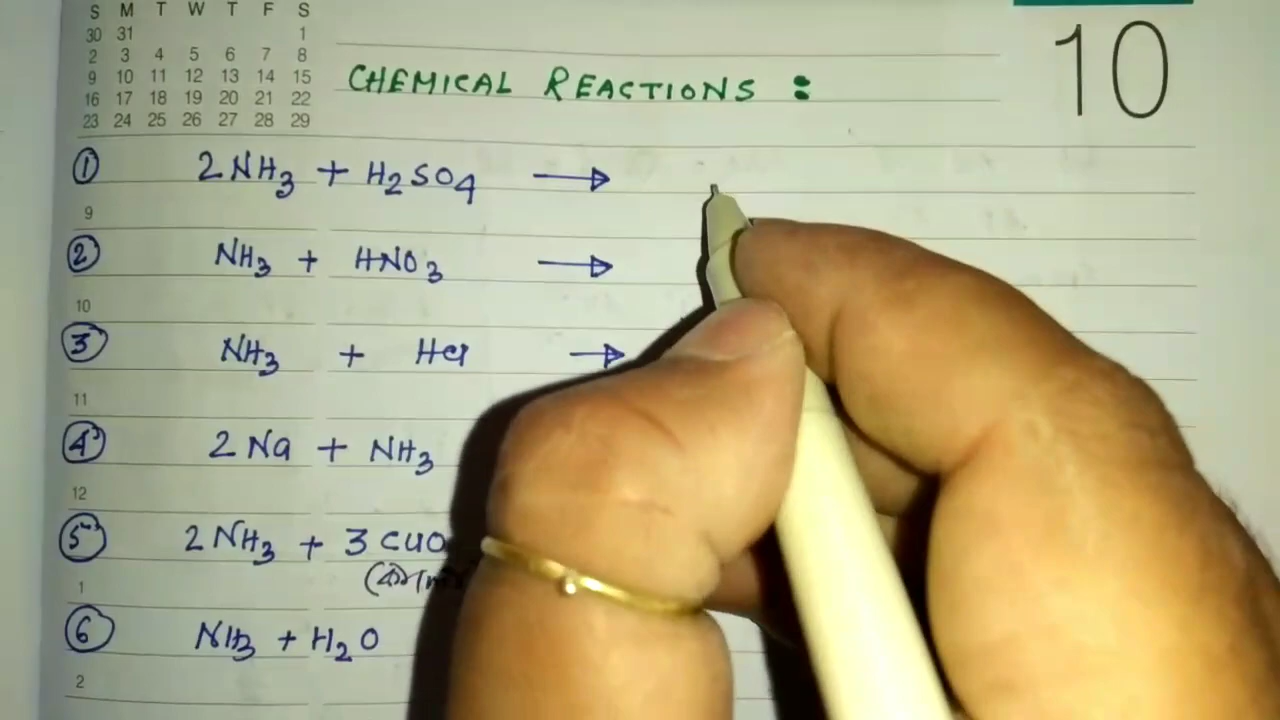 S M T W T F S
30 31 1
2 3 4 5 6 7 8
9 10 11 12 13 14 15
16 17 18 19 20 21 22
23 24 25 26 27 28 29
10
CHEMICAL REACTIONS :
① 2NH3 + H2SO4 →
9
② NH3 + HNO3 →
10
③ NH3 + HCl →
11
④ 2Na + NH3
12
⑤ 2NH3 + 3CuO
1
⑥ NH3 + H2O
2